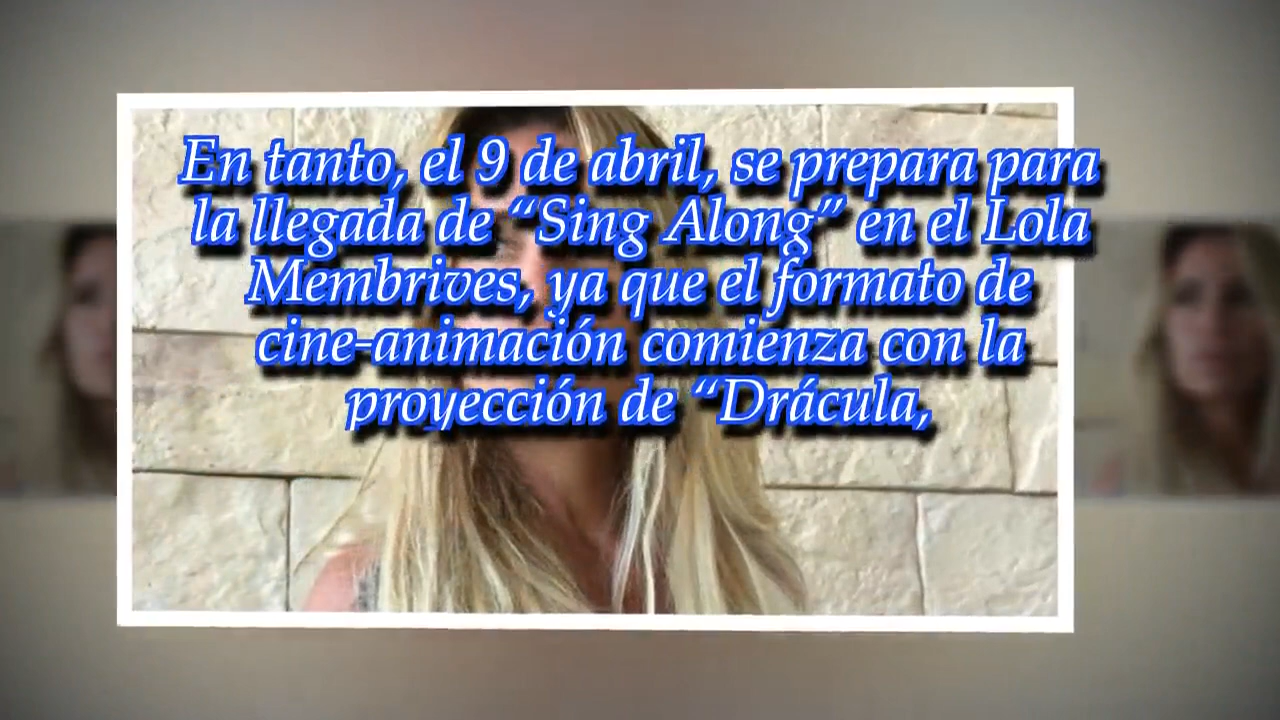 En tanto, el 9 de abril, se prepara para
la llegada de “Sing Along” en el Lola
Membrives, ya que el formato de
cine-animación comienza con la
proyección de “Drácula,